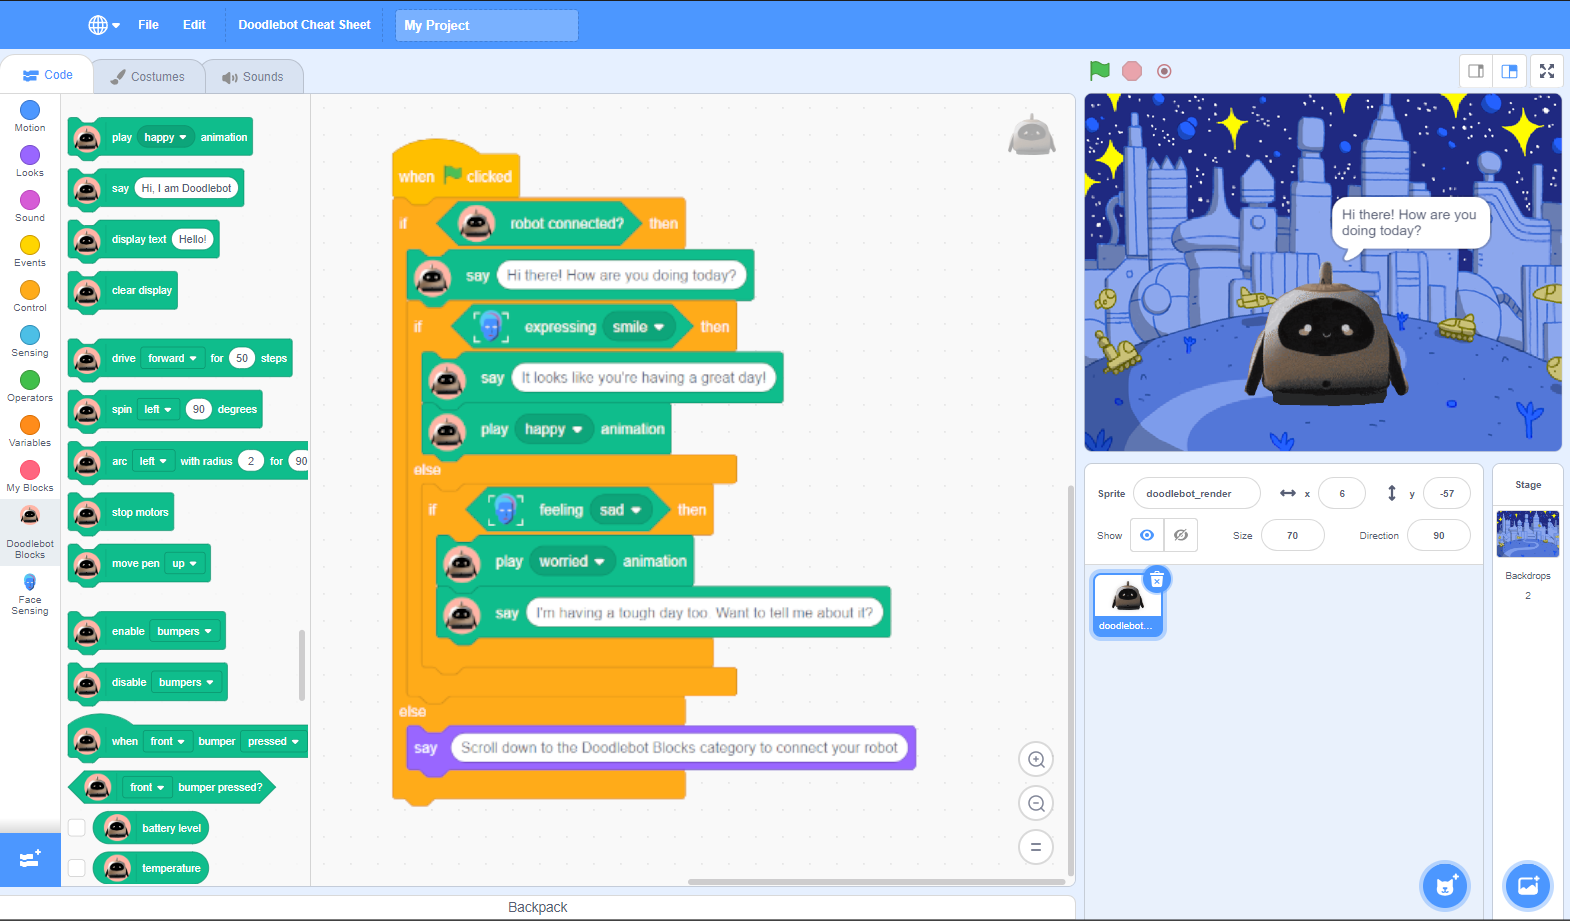 File Edit Doodlebot Cheat Sheet My Project
Code Costumes Sounds
Motion
Looks
Sound
Events
Control
Sensing
Operators
Variables
My Blocks
Doodlebot
Blocks
Face
Sensing
play happy animation
say Hi, I am Doodlebot
display text Hello!
clear display
drive forward for 50 steps
spin left 90 degrees
arc left with radius 2 for 90
stop motors
move pen up
enable bumpers
disable bumpers
when front bumper pressed
front bumper pressed?
battery level
temperature
when clicked
if robot connected? then
say Hi there! How are you doing today?
if expressing smile then
say It looks like you're having a great day!
play happy animation
else
if feeling sad then
play worried animation
say I'm having a tough day too. Want to tell me about it?
else
say Scroll down to the Doodlebot Blocks category to connect your robot
Backpack
Hi there! How are you
doing today?
Sprite doodlebot_render x 6 y -57
Show Size 70 Direction 90
doodlebot...
Stage
Backdrops
2